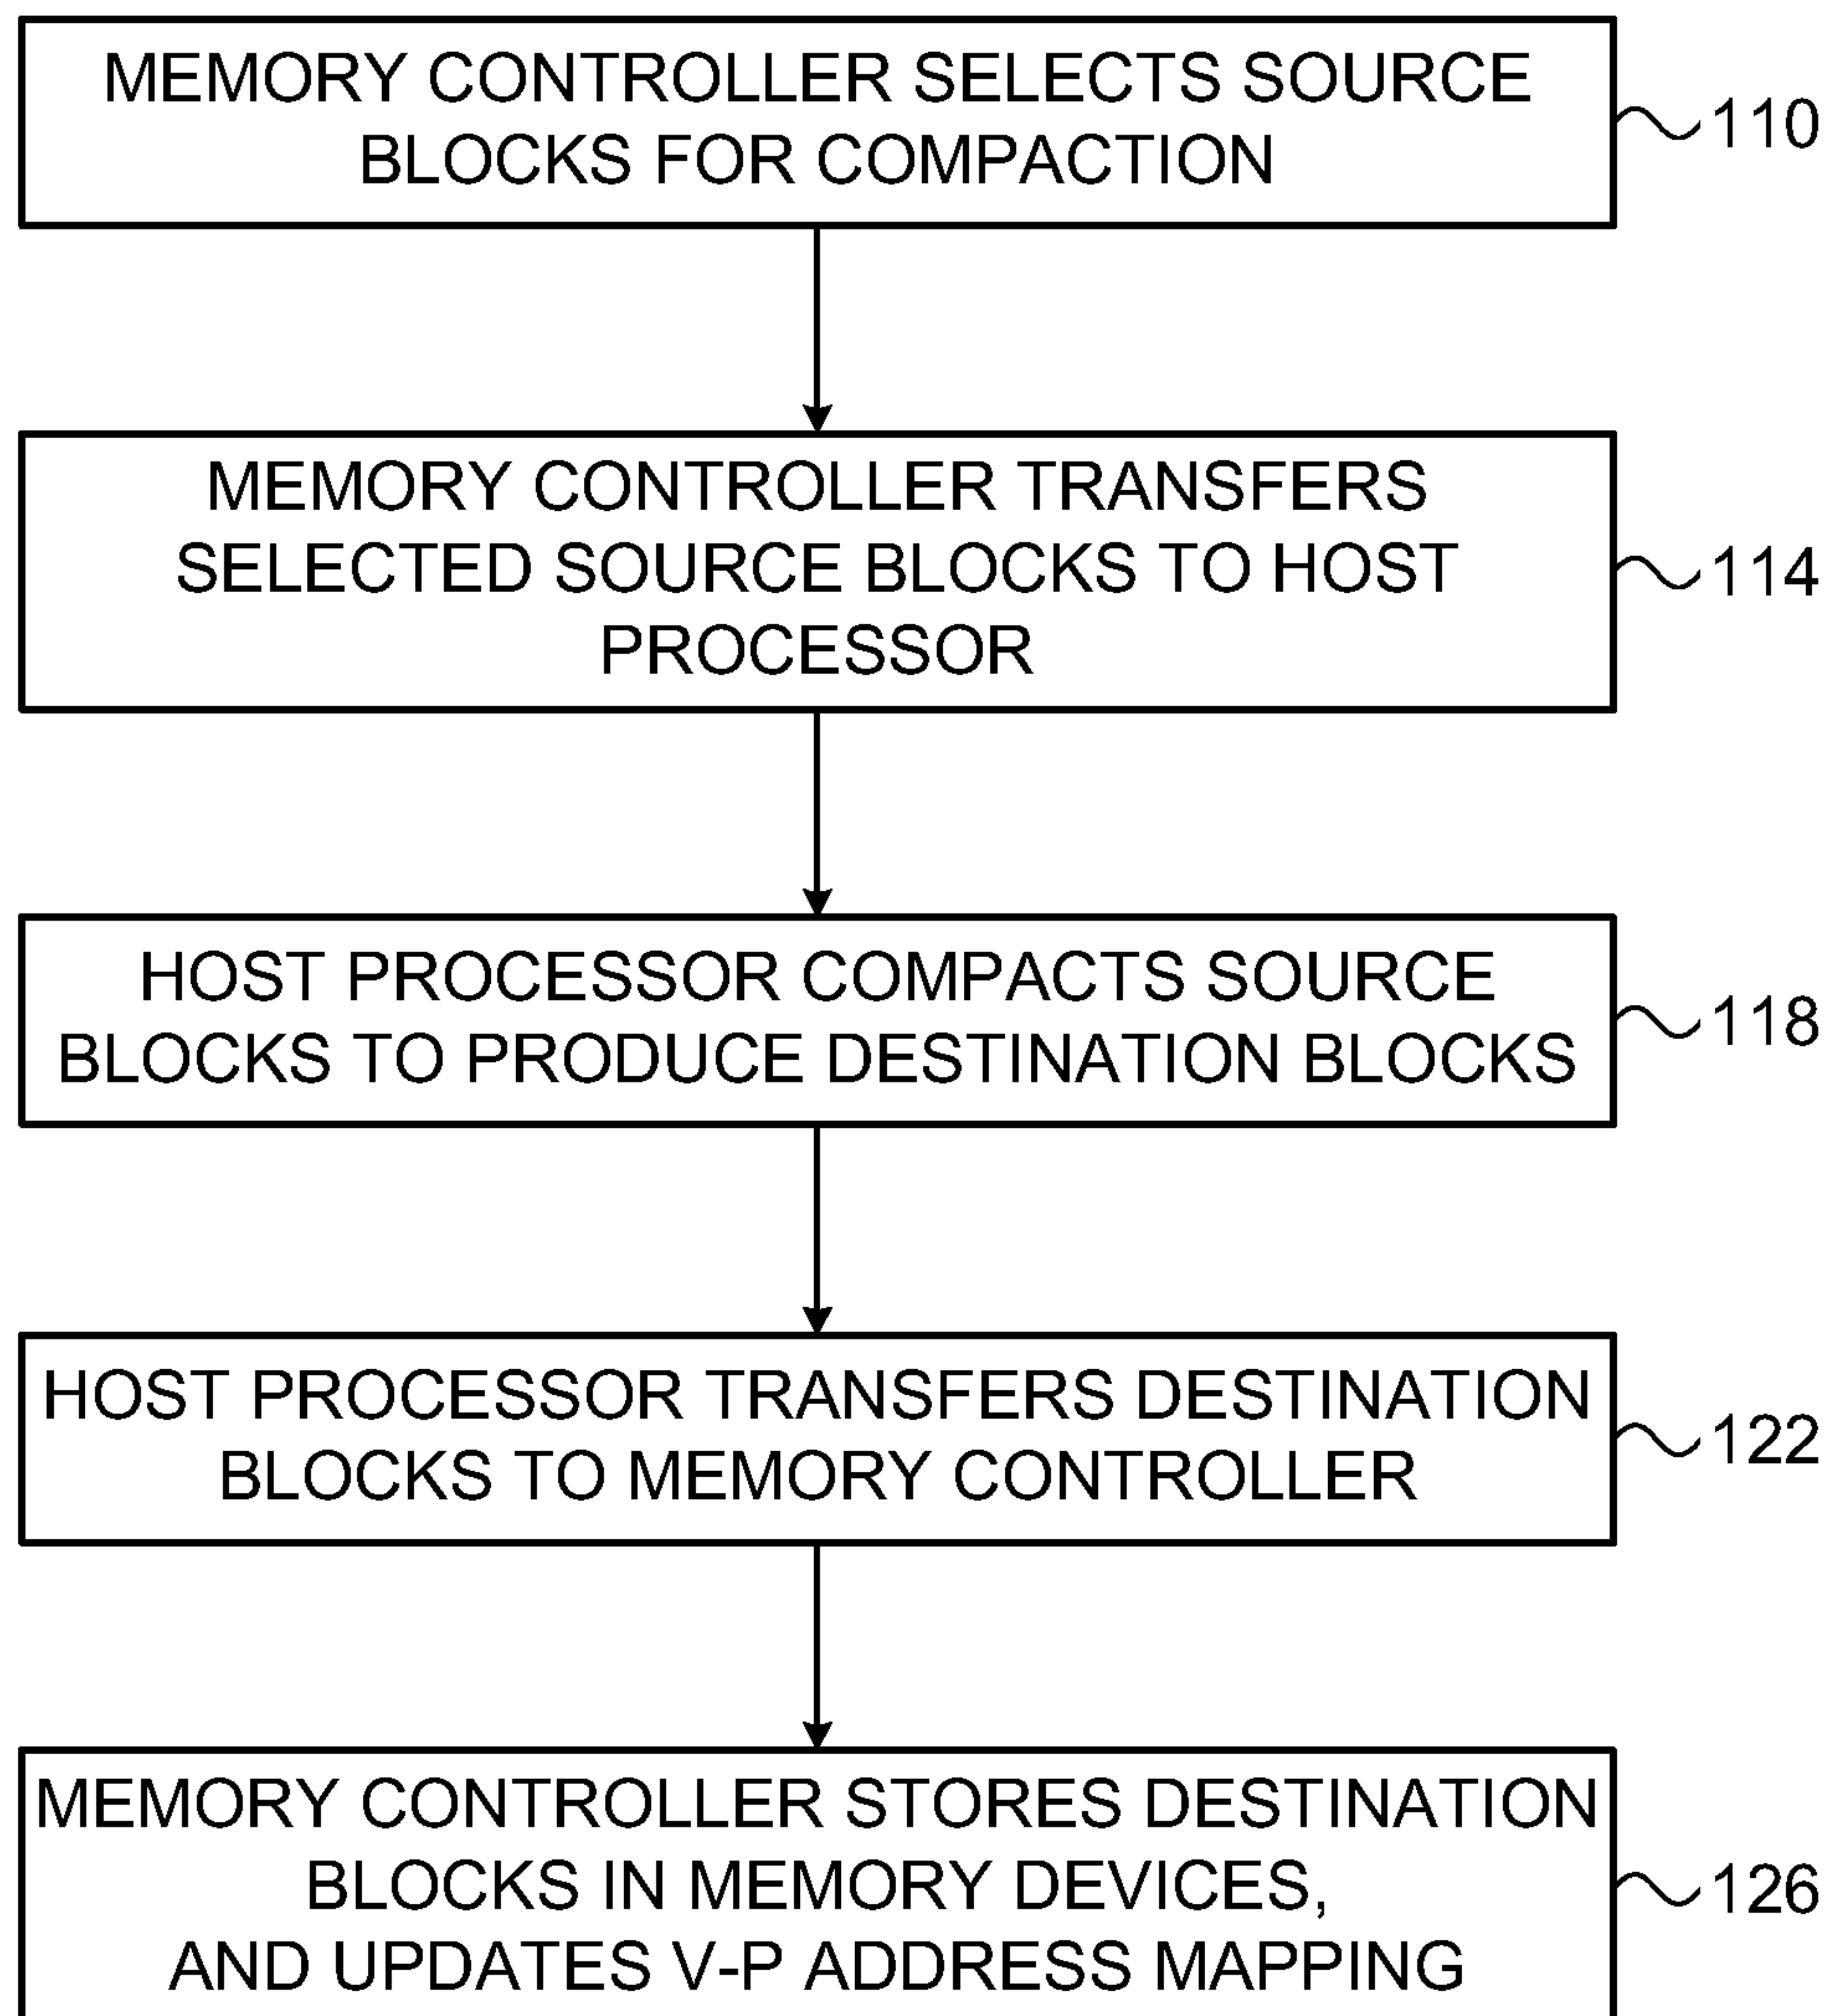 MEMORY CONTROLLER SELECTS SOURCE
BLOCKS FOR COMPACTION
110
MEMORY CONTROLLER TRANSFERS
SELECTED SOURCE BLOCKS TO HOST
PROCESSOR
114
HOST PROCESSOR COMPACTS SOURCE
BLOCKS TO PRODUCE DESTINATION BLOCKS
118
HOST PROCESSOR TRANSFERS DESTINATION
BLOCKS TO MEMORY CONTROLLER
122
MEMORY CONTROLLER STORES DESTINATION
BLOCKS IN MEMORY DEVICES,
AND UPDATES V-P ADDRESS MAPPING
126